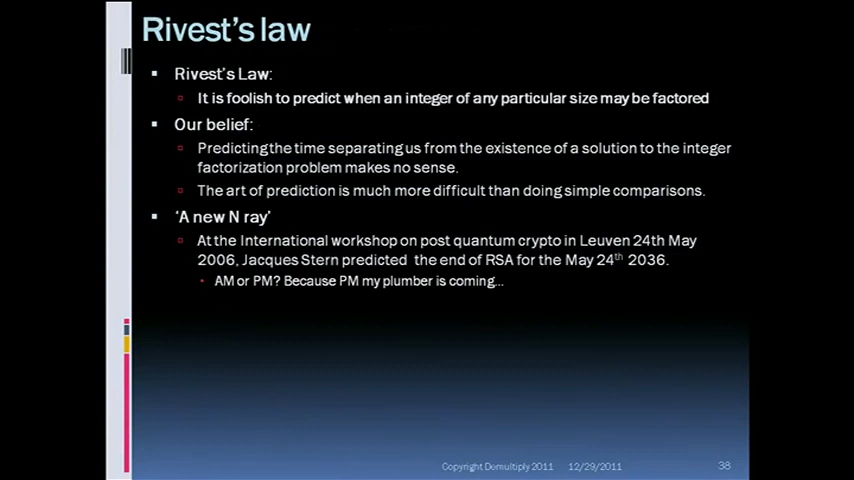 Rivest's law
Rivest's Law:
It is foolish to predict when an integer of any particular size may be factored
Our belief:
Predicting the time separating us from the existence of a solution to the integer
factorization problem makes no sense.
The art of prediction is much more difficult than doing simple comparisons.
'A new N ray'
At the International workshop on post quantum crypto in Leuven 24th May
2006, Jacques Stern predicted the end of RSA for the May 24th 2036.
AM or PM? Because PM my plumber is coming...
Copyright Domultiply 2011 12/29/2011 38